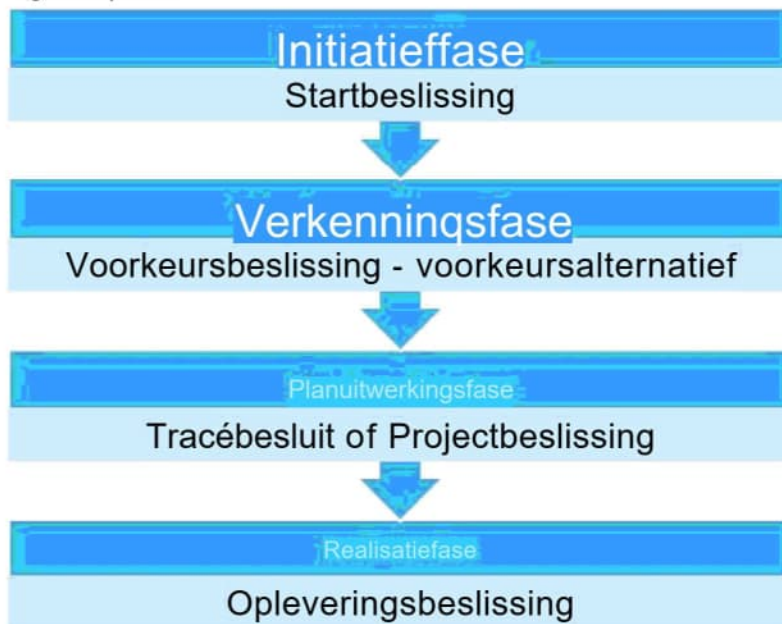 Initiatieffase
Startbeslissing
Verkenningsfase
Voorkeursbeslissing - voorkeursalternatief
Planuitwerkingsfase
Tracébesluit of Projectbeslissing
Realisatiefase
Opleveringsbeslissing